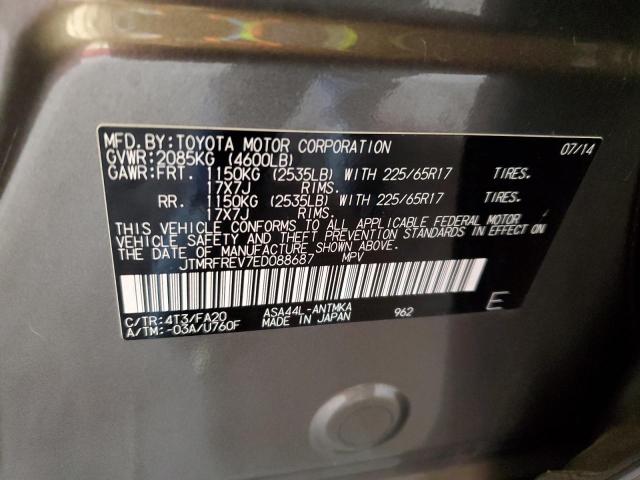 MFD.BY:TOYOTA MOTOR CORPORATION 07/14
GVWR:2085KG (4600LB)
GAWR:FRT. 1150KG (2535LB) WITH 225/65R17 TIRES.
17X7J RIMS.
RR. 1150KG (2535LB) WITH 225/65R17 TIRES.
17X7J RIMS.
THIS VEHICLE CONFORMS TO ALL APPLICABLE FEDERAL MOTOR
VEHICLE SAFETY AND THEFT PREVENTION STANDARDS IN EFFECT ON
THE DATE OF MANUFACTURE SHOWN ABOVE.
JTMRFREV7ED088687 MPV
C/TR:4T3/FA20 ASA44L-ANTMKA 962 E
A/TM:-03A/U760F MADE IN JAPAN